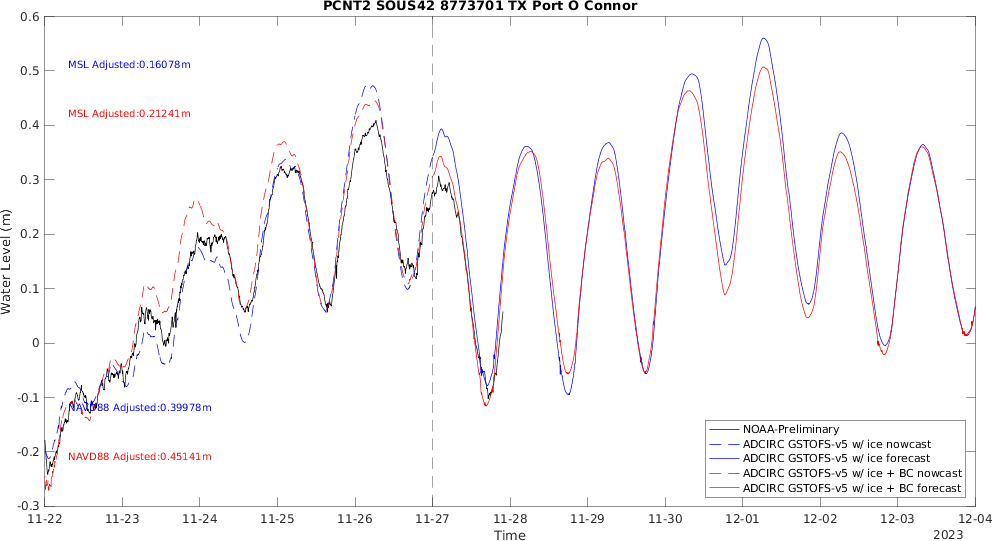 PCNT2 SOUS42 8773701 TX Port O Connor
0.6
0.5
0.4
0.3
0.2
0.1
0
-0.1
-0.2
-0.3
Water Level (m)
MSL Adjusted:0.16078m
MSL Adjusted:0.21241m
NAVD88 Adjusted:0.39978m
NAVD88 Adjusted:0.45141m
NOAA-Preliminary
ADCIRC GSTOFS-v5 w/ ice nowcast
ADCIRC GSTOFS-v5 w/ ice forecast
ADCIRC GSTOFS-v5 w/ ice + BC nowcast
ADCIRC GSTOFS-v5 w/ ice + BC forecast
11-22 11-23 11-24 11-25 11-26 11-27 11-28 11-29 11-30 12-01 12-02 12-03 12-04
Time
2023